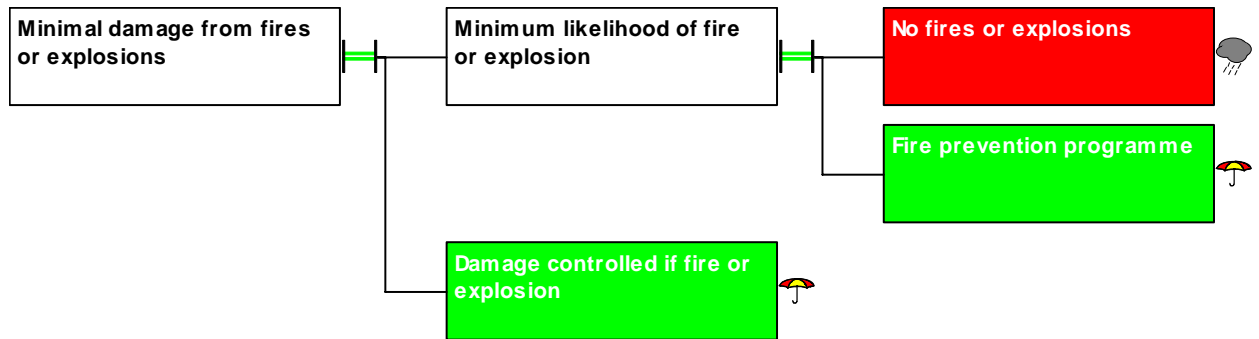 Minimal damage from fires
or explosions
Minimum likelihood of fire
or explosion
No fires or explosions
Fire prevention programme
Damage controlled if fire or
explosion